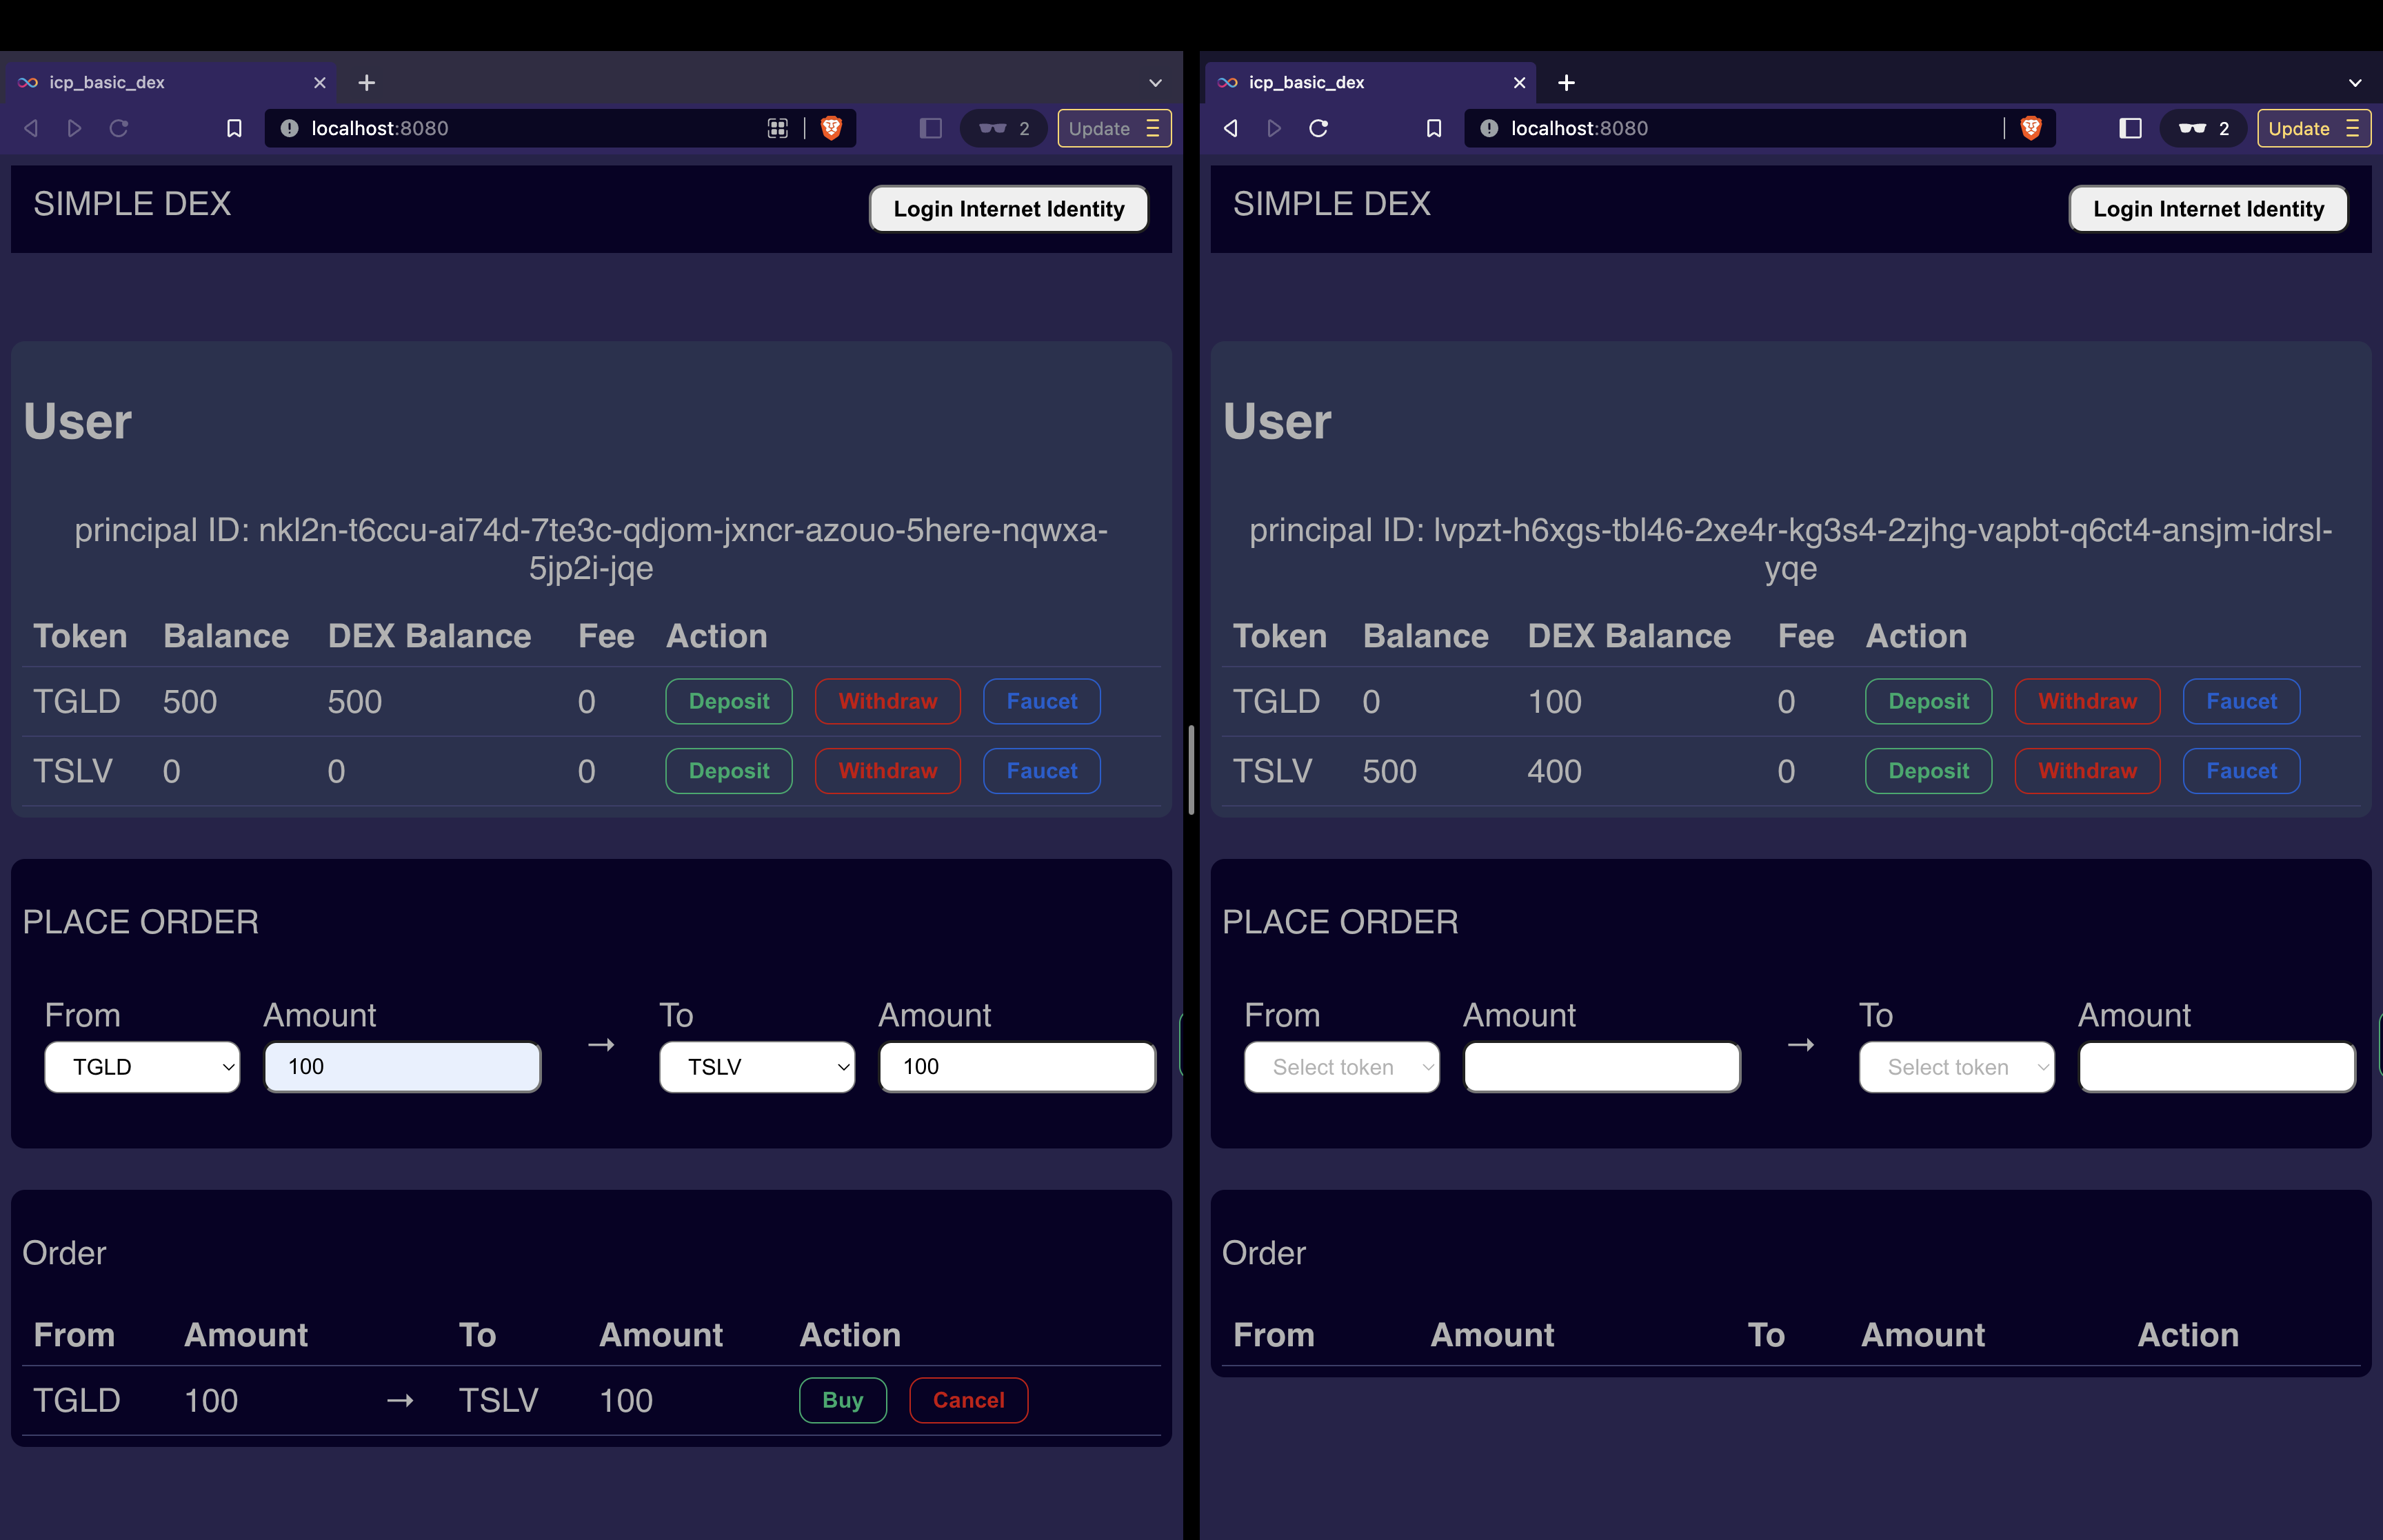 icp_basic_dex
localhost:8080
2
Update
SIMPLE DEX
Login Internet Identity
User
principal ID: nkl2n-t6ccu-ai74d-7te3c-qdjom-jxncr-azouo-5here-nqwxa-
5jp2i-jqe
Token Balance DEX Balance Fee Action
TGLD 500 500 0 Deposit Withdraw Faucet
TSLV 0 0 0 Deposit Withdraw Faucet
PLACE ORDER
From Amount To Amount
TGLD 100 → TSLV 100
Order
From Amount To Amount Action
TGLD 100 → TSLV 100 Buy Cancel
icp_basic_dex
localhost:8080
2
Update
SIMPLE DEX
Login Internet Identity
User
principal ID: lvpzt-h6xgs-tbl46-2xe4r-kg3s4-2zjhg-vapbt-q6ct4-ansjm-idrsl-
yqe
Token Balance DEX Balance Fee Action
TGLD 0 100 0 Deposit Withdraw Faucet
TSLV 500 400 0 Deposit Withdraw Faucet
PLACE ORDER
From Amount To Amount
Select token → Select token
Order
From Amount To Amount Action